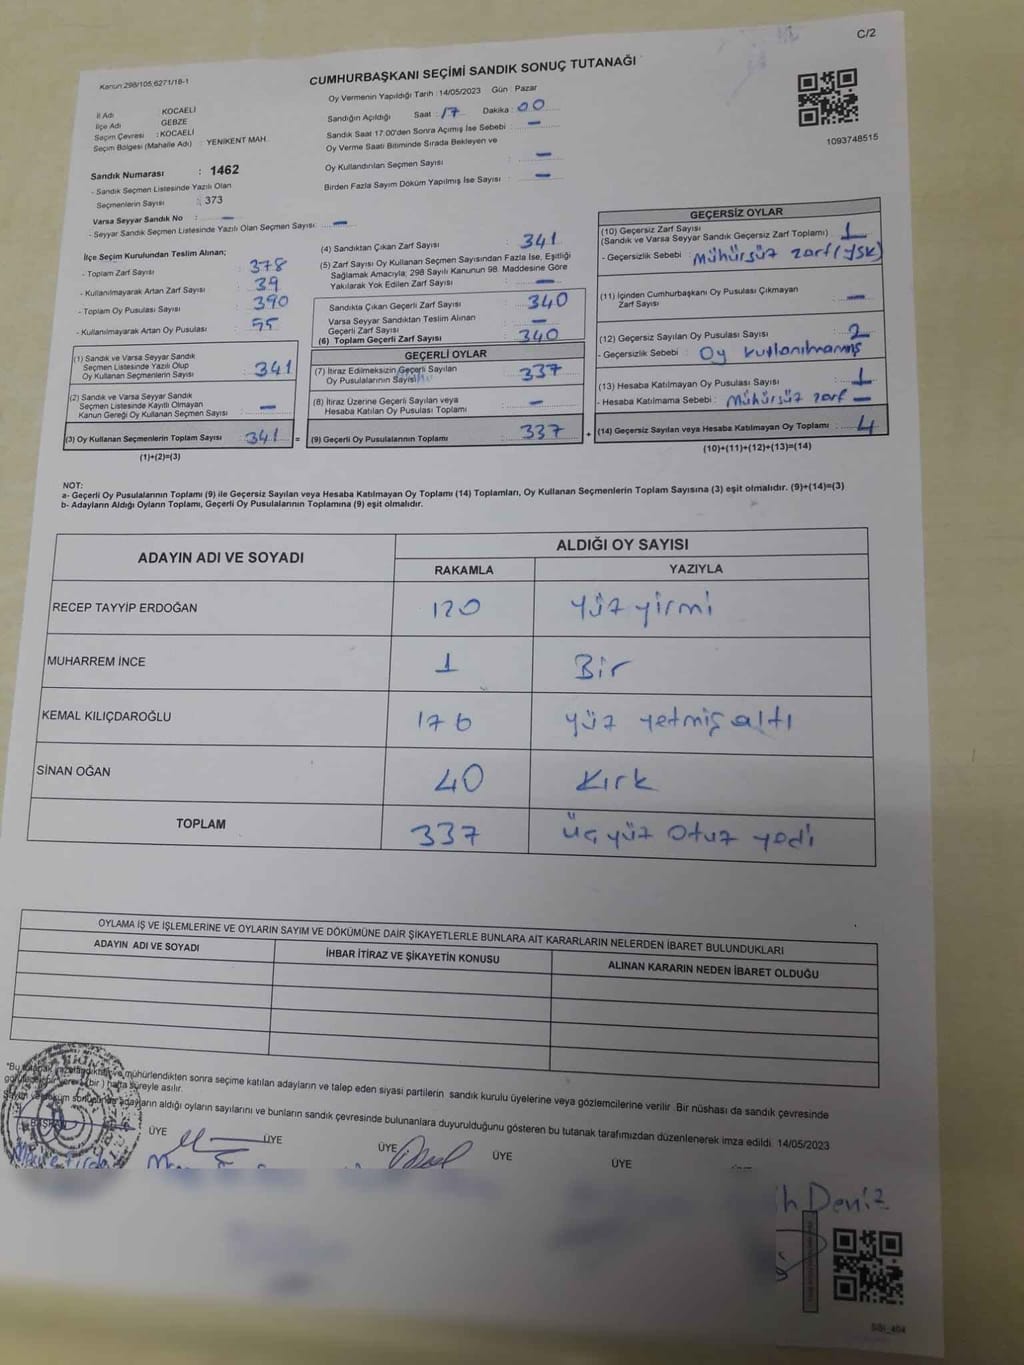 C/2
Kanun:298/105;6271/18-1
CUMHURBAŞKANI SEÇİMİ SANDIK SONUÇ TUTANAĞI
Oy Vermenin Yapıldığı Tarih : 14/05/2023 Gün : Pazar
İl Adı KOCAELİ
İlçe Adı GEBZE
Seçim Çevresi : KOCAELİ
Seçim Bölgesi (Mahalle Adı) : YENİKENT MAH.
Sandığın Açıldığı Saat : 17 Dakika : 00
Sandık Saat 17:00'den Sonra Açımış İse Sebebi : —
Oy Verme Saati Bitiminde Sırada Bekleyen ve
Oy Kullandırılan Seçmen Sayısı : —
Birden Fazla Sayım Döküm Yapılmış İse Sayısı : —
1093748515
Sandık Numarası : 1462
- Sandık Seçmen Listesinde Yazılı Olan
Seçmenlerin Sayısı : 373
Varsa Seyyar Sandık No : —
- Seyyar Sandık Seçmen Listesinde Yazılı Olan Seçmen Sayısı: —
İlçe Seçim Kurulundan Teslim Alınan;
- Toplam Zarf Sayısı : 378
- Kullanılmayarak Artan Zarf Sayısı : 39
- Toplam Oy Pusulası Sayısı : 390
- Kullanılmayarak Artan Oy Pusulası : 55
(1) Sandık ve Varsa Seyyar Sandık
Seçmen Listesinde Yazılı Olup
Oy Kullanan Seçmenlerin Sayısı : 341
(2) Sandık ve Varsa Seyyar Sandık
Seçmen Listesinde Kayıtlı Olmayan
Kanun Gereği Oy Kullanan Seçmen Sayısı : —
(3) Oy Kullanan Seçmenlerin Toplam Sayısı : 341 =
(1)+(2)=(3)
(4) Sandıktan Çıkan Zarf Sayısı : 341
(5) Zarf Sayısı Oy Kullanan Seçmen Sayısından Fazla İse, Eşitliği
Sağlamak Amacıyla; 298 Sayılı Kanunun 98. Maddesine Göre
Yakılarak Yok Edilen Zarf Sayısı : —
Sandıkta Çıkan Geçerli Zarf Sayısı : 340
Varsa Seyyar Sandıktan Teslim Alınan
Geçerli Zarf Sayısı : —
(6) Toplam Geçerli Zarf Sayısı : 340
GEÇERLİ OYLAR
(7) İtiraz Edilmeksizin Geçerli Sayılan
Oy Pusulalarının Sayısı : 337
(8) İtiraz Üzerine Geçerli Sayılan veya
Hesaba Katılan Oy Pusulası Toplamı : —
(9) Geçerli Oy Pusulalarının Toplamı : 337 +
GEÇERSİZ OYLAR
(10) Geçersiz Zarf Sayısı
(Sandık ve Varsa Seyyar Sandık Geçersiz Zarf Toplamı) : 1
- Geçersizlik Sebebi : Mühürsüz zarf (YSK)
(11) İçinden Cumhurbaşkanı Oy Pusulası Çıkmayan
Zarf Sayısı : —
(12) Geçersiz Sayılan Oy Pusulası Sayısı : 2
- Geçersizlik Sebebi : Oy kullanılmamış
(13) Hesaba Katılmayan Oy Pusulası Sayısı : 1
- Hesaba Katılmama Sebebi : Mühürsüz zarf —
(14) Geçersiz Sayılan veya Hesaba Katılmayan Oy Toplamı : 4
(10)+(11)+(12)+(13)=(14)
NOT:
a- Geçerli Oy Pusulalarının Toplamı (9) ile Geçersiz Sayılan veya Hesaba Katılmayan Oy Toplamı (14) Toplamları, Oy Kullanan Seçmenlerin Toplam Sayısına (3) eşit olmalıdır. (9)+(14)=(3)
b- Adayların Aldığı Oyların Toplamı, Geçerli Oy Pusulalarının Toplamına (9) eşit olmalıdır.
ADAYIN ADI VE SOYADI ALDIĞI OY SAYISI
RAKAMLA YAZIYLA
RECEP TAYYİP ERDOĞAN 120 Yüz yirmi
MUHARREM İNCE 1 Bir
KEMAL KILIÇDAROĞLU 176 yüz yetmiş altı
SİNAN OĞAN 40 Kırk
TOPLAM 337 üç yüz otuz yedi
OYLAMA İŞ VE İŞLEMLERİNE VE OYLARIN SAYIM VE DÖKÜMÜNE DAİR ŞİKAYETLERLE BUNLARA AİT KARARLARIN NELERDEN İBARET BULUNDUKLARI
ADAYIN ADI VE SOYADI İHBAR İTİRAZ VE ŞİKAYETİN KONUSU ALINAN KARARIN NEDEN İBARET OLDUĞU
mühürlendikten sonra seçime katılan adayların ve talep eden siyasi partilerin sandık kurulu üyelerine veya gözlemcilerine verilir. Bir nüshası da sandık çevresinde
(bir) hafta süreyle asılır.
adayların aldığı oyların sayılarını ve bunların sandık çevresinde bulunanlara duyurulduğunu gösteren bu tutanak tarafımızdan düzenlenerek imza edildi. 14/05/2023
BAŞKAN ÜYE ÜYE ÜYE ÜYE ÜYE
Deniz